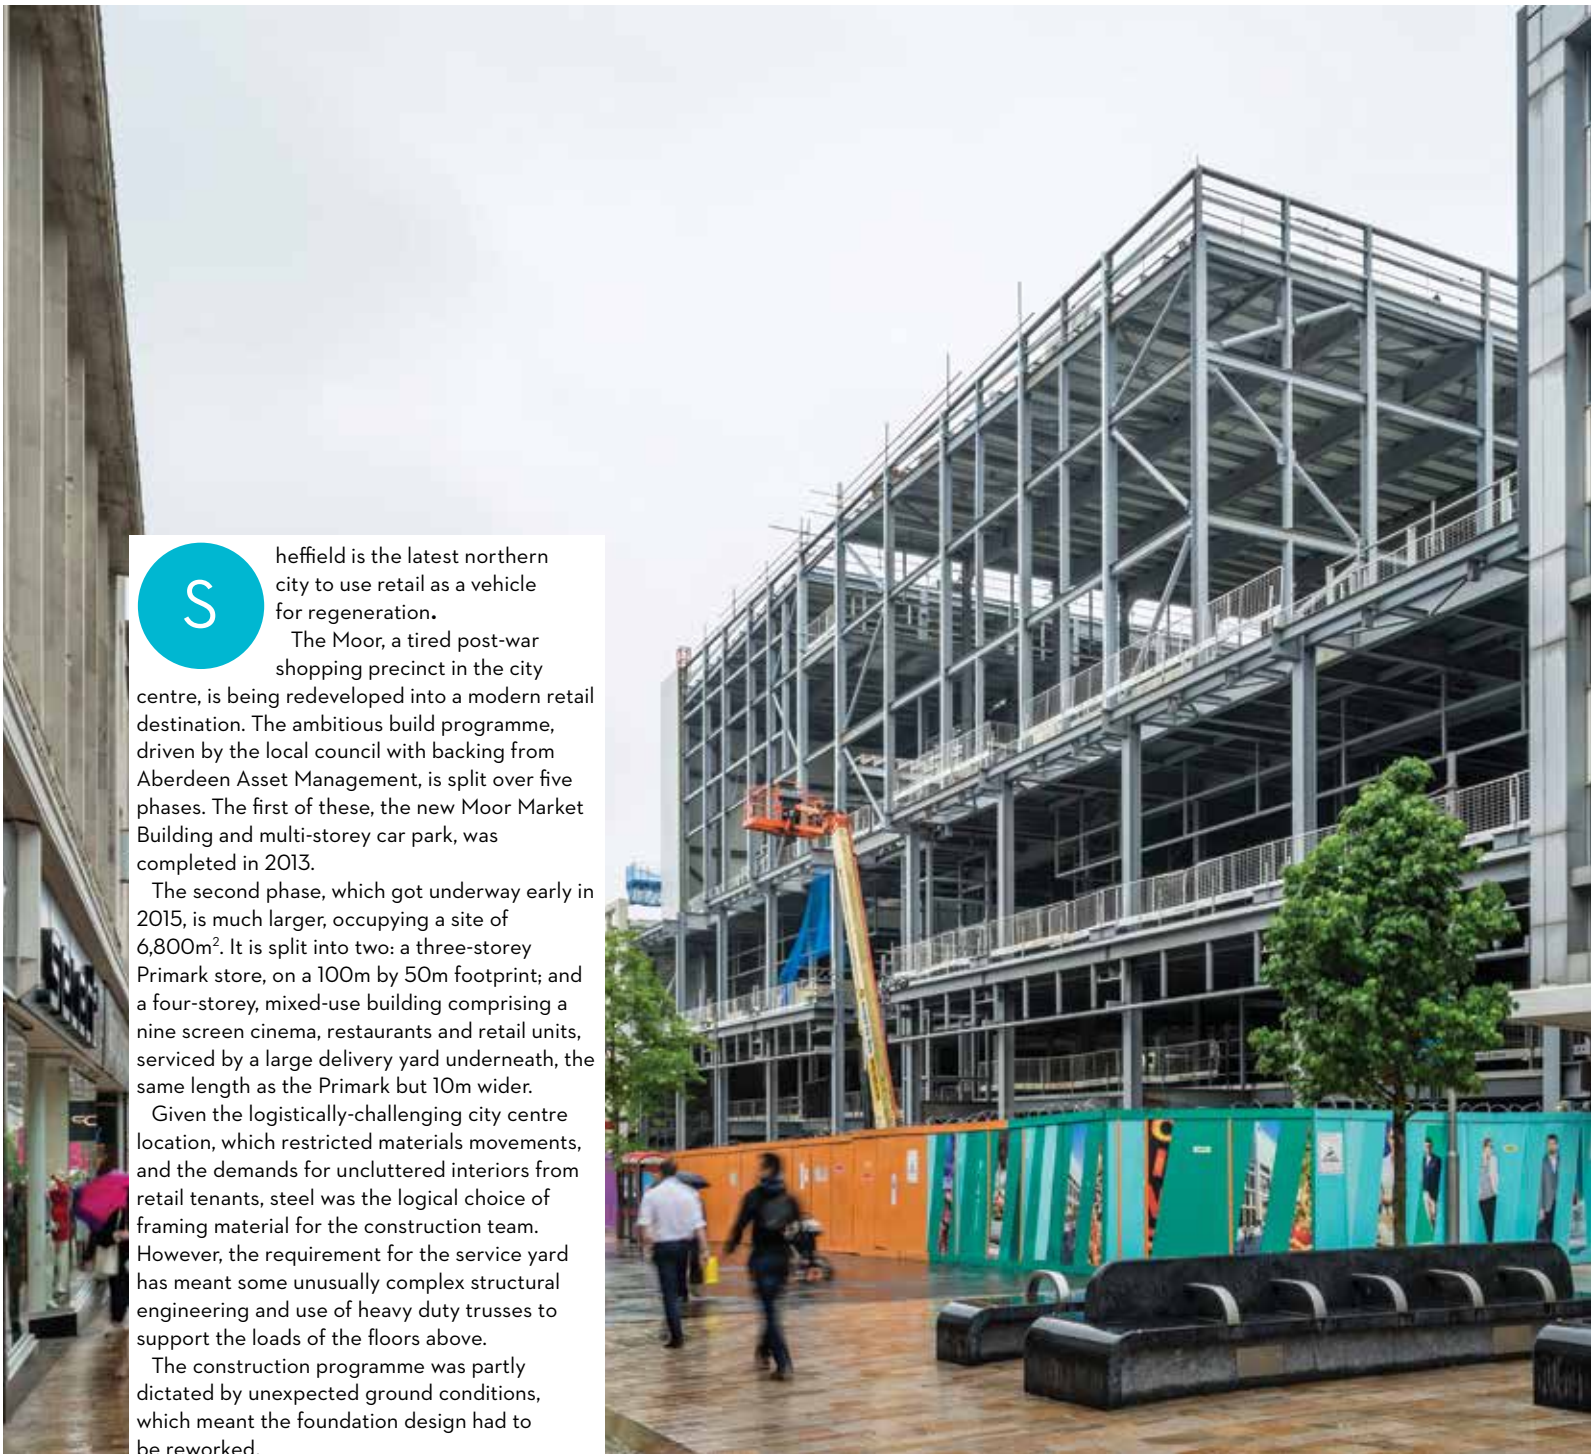 S
heffield is the latest northern
city to use retail as a vehicle
for regeneration.
The Moor, a tired post-war
shopping precinct in the city
centre, is being redeveloped into a modern retail
destination. The ambitious build programme,
driven by the local council with backing from
Aberdeen Asset Management, is split over five
phases. The first of these, the new Moor Market
Building and multi-storey car park, was
completed in 2013.
The second phase, which got underway early in
2015, is much larger, occupying a site of
6,800m². It is split into two: a three-storey
Primark store, on a 100m by 50m footprint; and
a four-storey, mixed-use building comprising a
nine screen cinema, restaurants and retail units,
serviced by a large delivery yard underneath, the
same length as the Primark but 10m wider.
Given the logistically-challenging city centre
location, which restricted materials movements,
and the demands for uncluttered interiors from
retail tenants, steel was the logical choice of
framing material for the construction team.
However, the requirement for the service yard
has meant some unusually complex structural
engineering and use of heavy duty trusses to
support the loads of the floors above.
The construction programme was partly
dictated by unexpected ground conditions,
which meant the foundation design had to
be reworked.